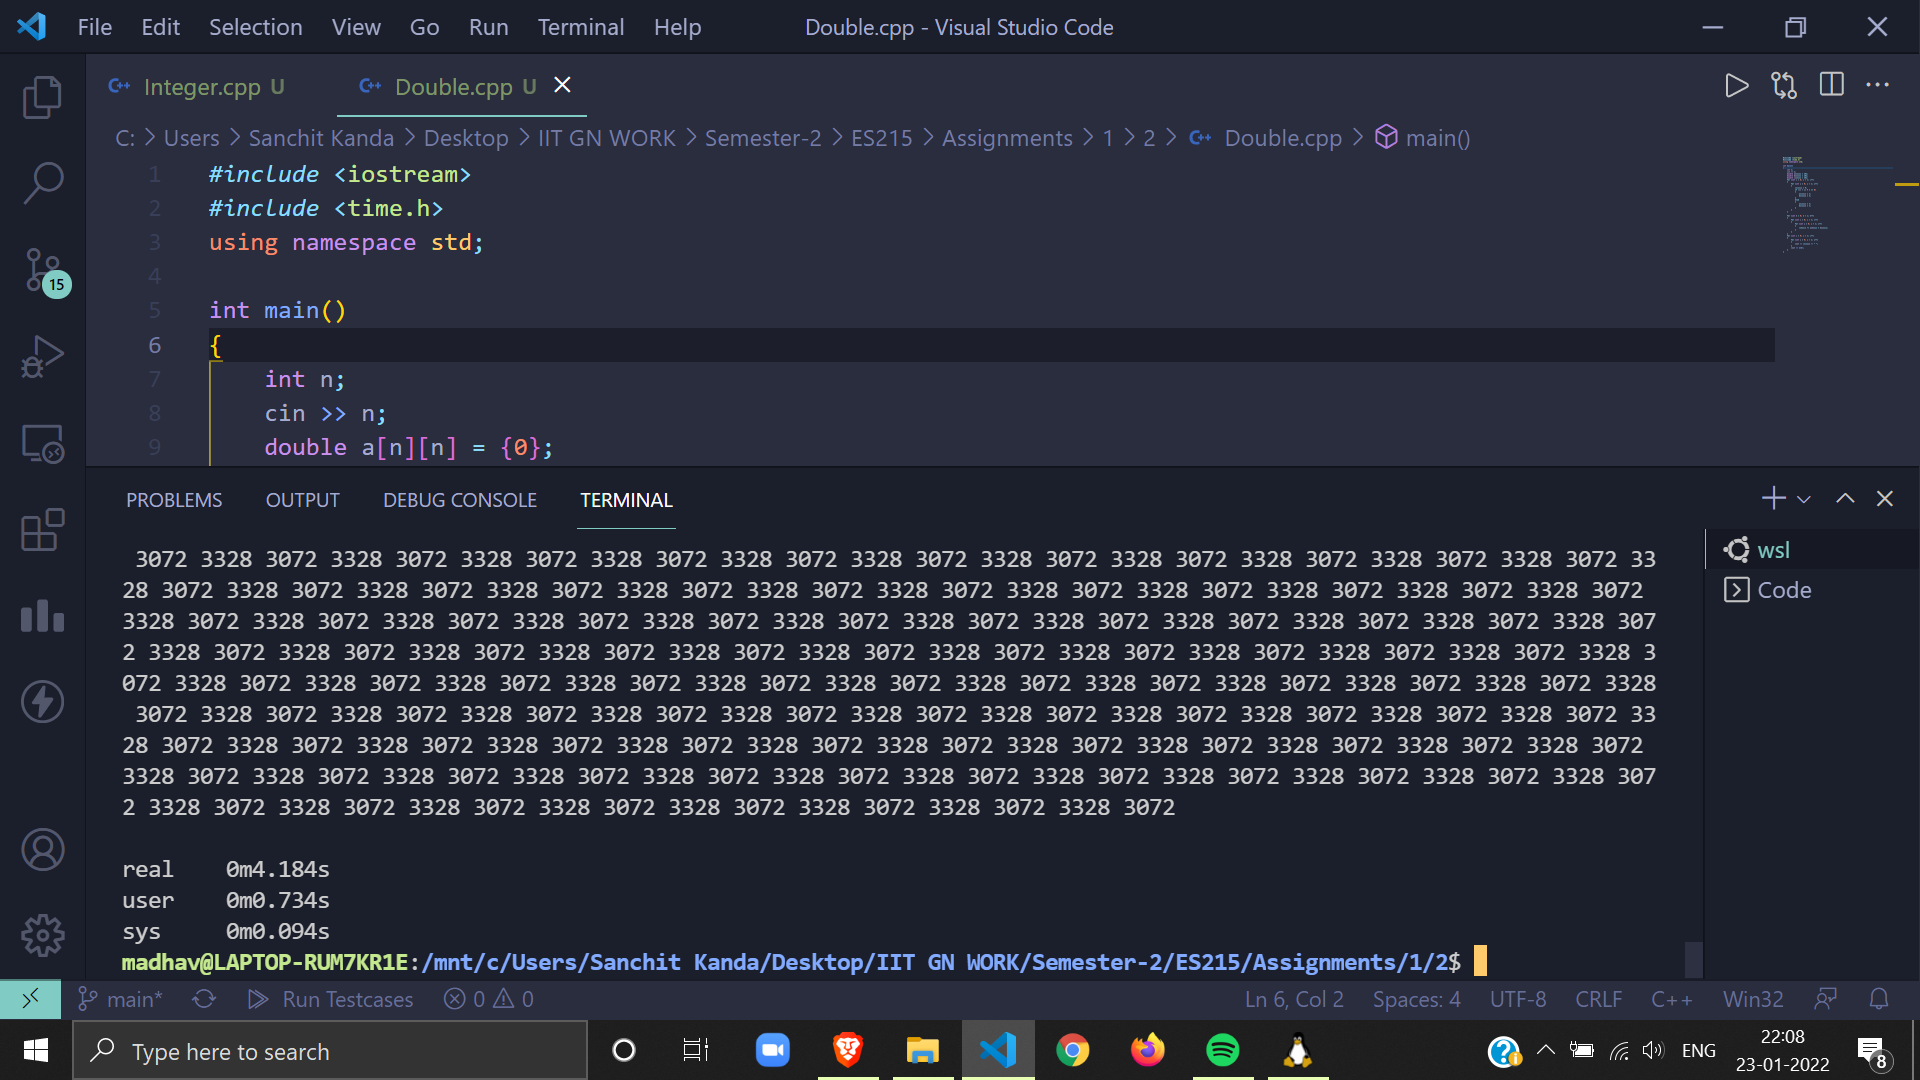 File Edit Selection View Go Run Terminal Help Double.cpp - Visual Studio Code
Integer.cpp U Double.cpp U
C: > Users > Sanchit Kanda > Desktop > IIT GN WORK > Semester-2 > ES215 > Assignments > 1 > 2 > Double.cpp > main()
1 #include <iostream>
2 #include <time.h>
3 using namespace std;
4
5 int main()
6 {
7 int n;
8 cin >> n;
9 double a[n][n] = {0};
15
PROBLEMS OUTPUT DEBUG CONSOLE TERMINAL
3072 3328 3072 3328 3072 3328 3072 3328 3072 3328 3072 3328 3072 3328 3072 3328 3072 3328 3072 3328 3072 3328 3072 33
28 3072 3328 3072 3328 3072 3328 3072 3328 3072 3328 3072 3328 3072 3328 3072 3328 3072 3328 3072 3328 3072 3328 3072
3328 3072 3328 3072 3328 3072 3328 3072 3328 3072 3328 3072 3328 3072 3328 3072 3328 3072 3328 3072 3328 3072 3328 307
2 3328 3072 3328 3072 3328 3072 3328 3072 3328 3072 3328 3072 3328 3072 3328 3072 3328 3072 3328 3072 3328 3072 3328 3
072 3328 3072 3328 3072 3328 3072 3328 3072 3328 3072 3328 3072 3328 3072 3328 3072 3328 3072 3328 3072 3328 3072 3328
3072 3328 3072 3328 3072 3328 3072 3328 3072 3328 3072 3328 3072 3328 3072 3328 3072 3328 3072 3328 3072 3328 3072 33
28 3072 3328 3072 3328 3072 3328 3072 3328 3072 3328 3072 3328 3072 3328 3072 3328 3072 3328 3072 3328 3072 3328 3072
3328 3072 3328 3072 3328 3072 3328 3072 3328 3072 3328 3072 3328 3072 3328 3072 3328 3072 3328 3072 3328 3072 3328 307
2 3328 3072 3328 3072 3328 3072 3328 3072 3328 3072 3328 3072 3328 3072 3328 3072
real 0m4.184s
user 0m0.734s
sys 0m0.094s
madhav@LAPTOP-RUM7KR1E:/mnt/c/Users/Sanchit Kanda/Desktop/IIT GN WORK/Semester-2/ES215/Assignments/1/2$
wsl
Code
main* Run Testcases 0 0 Ln 6, Col 2 Spaces: 4 UTF-8 CRLF C++ Win32
Type here to search
ENG
22:08
23-01-2022
8